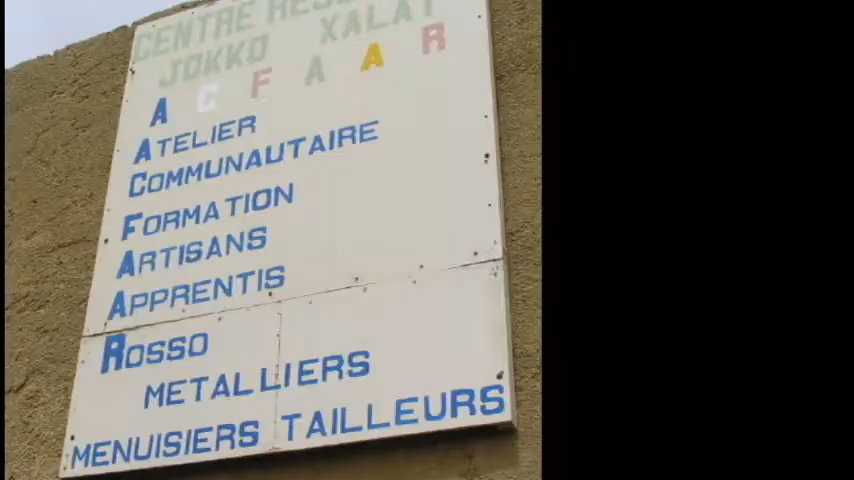 CENTRE
JOKKO XALAT
A C F A A R
ATELIER
COMMUNAUTAIRE
FORMATION
ARTISANS
APPRENTIS
ROSSO
METALLIERS
MENUISIERS TAILLEURS